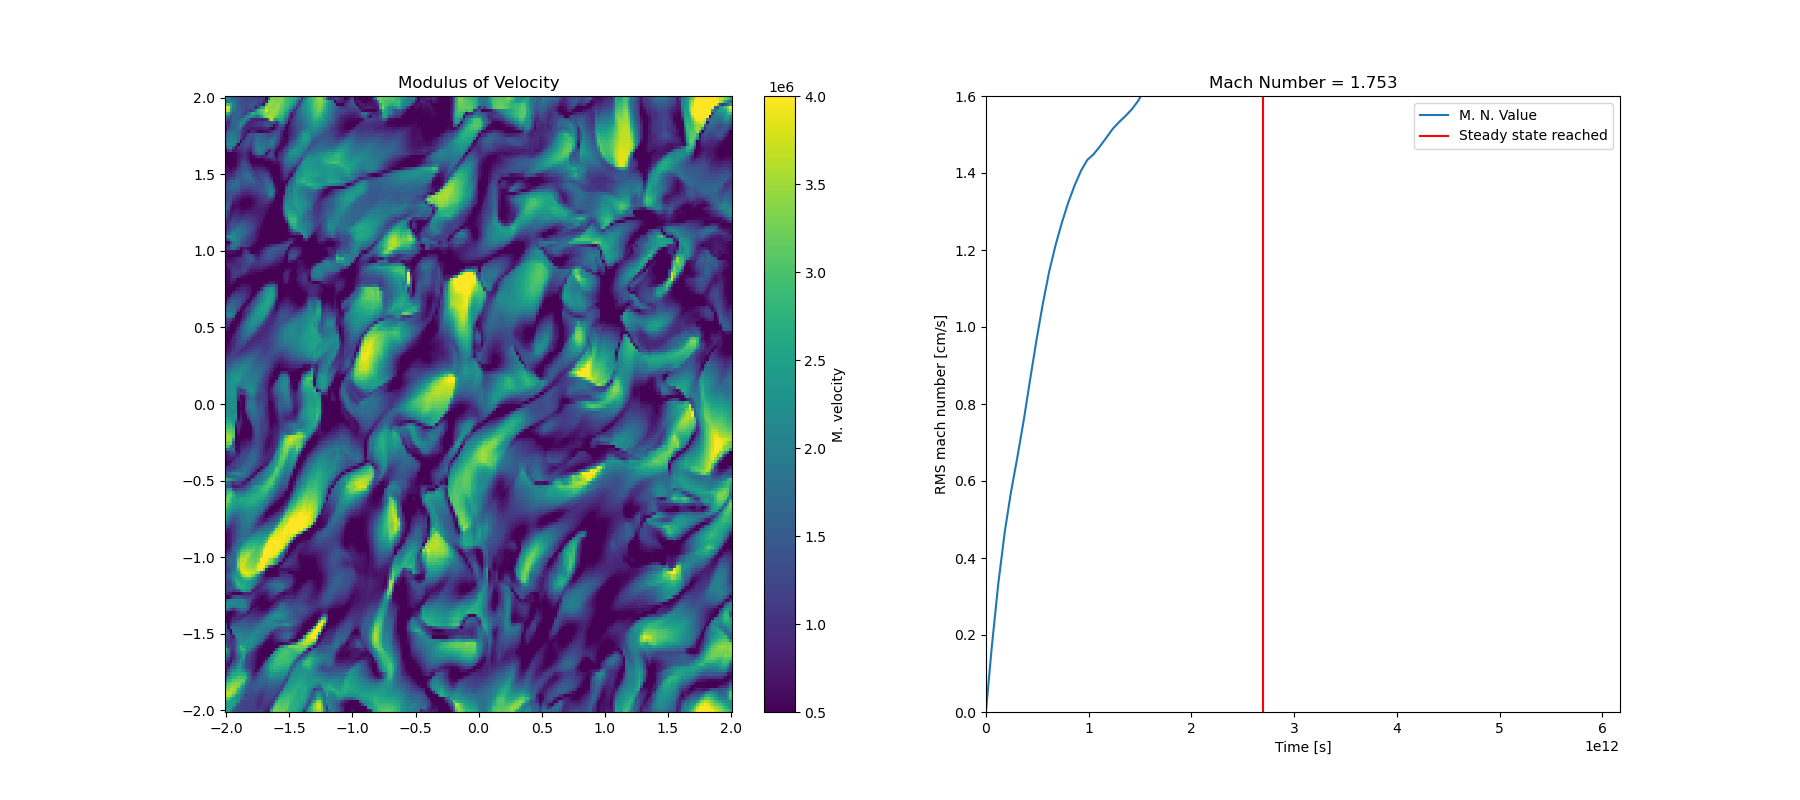 Modulus of Velocity
2.0
1.5
1.0
0.5
0.0
−0.5
−1.0
−1.5
−2.0
−2.0 −1.5 −1.0 −0.5 0.0 0.5 1.0 1.5 2.0
1e6
4.0
3.5
3.0
2.5
2.0
1.5
1.0
0.5
M. velocity
Mach Number = 1.753
M. N. Value
Steady state reached
RMS mach number [cm/s]
1.6
1.4
1.2
1.0
0.8
0.6
0.4
0.2
0.0
0 1 2 3 4 5 6
1e12
Time [s]